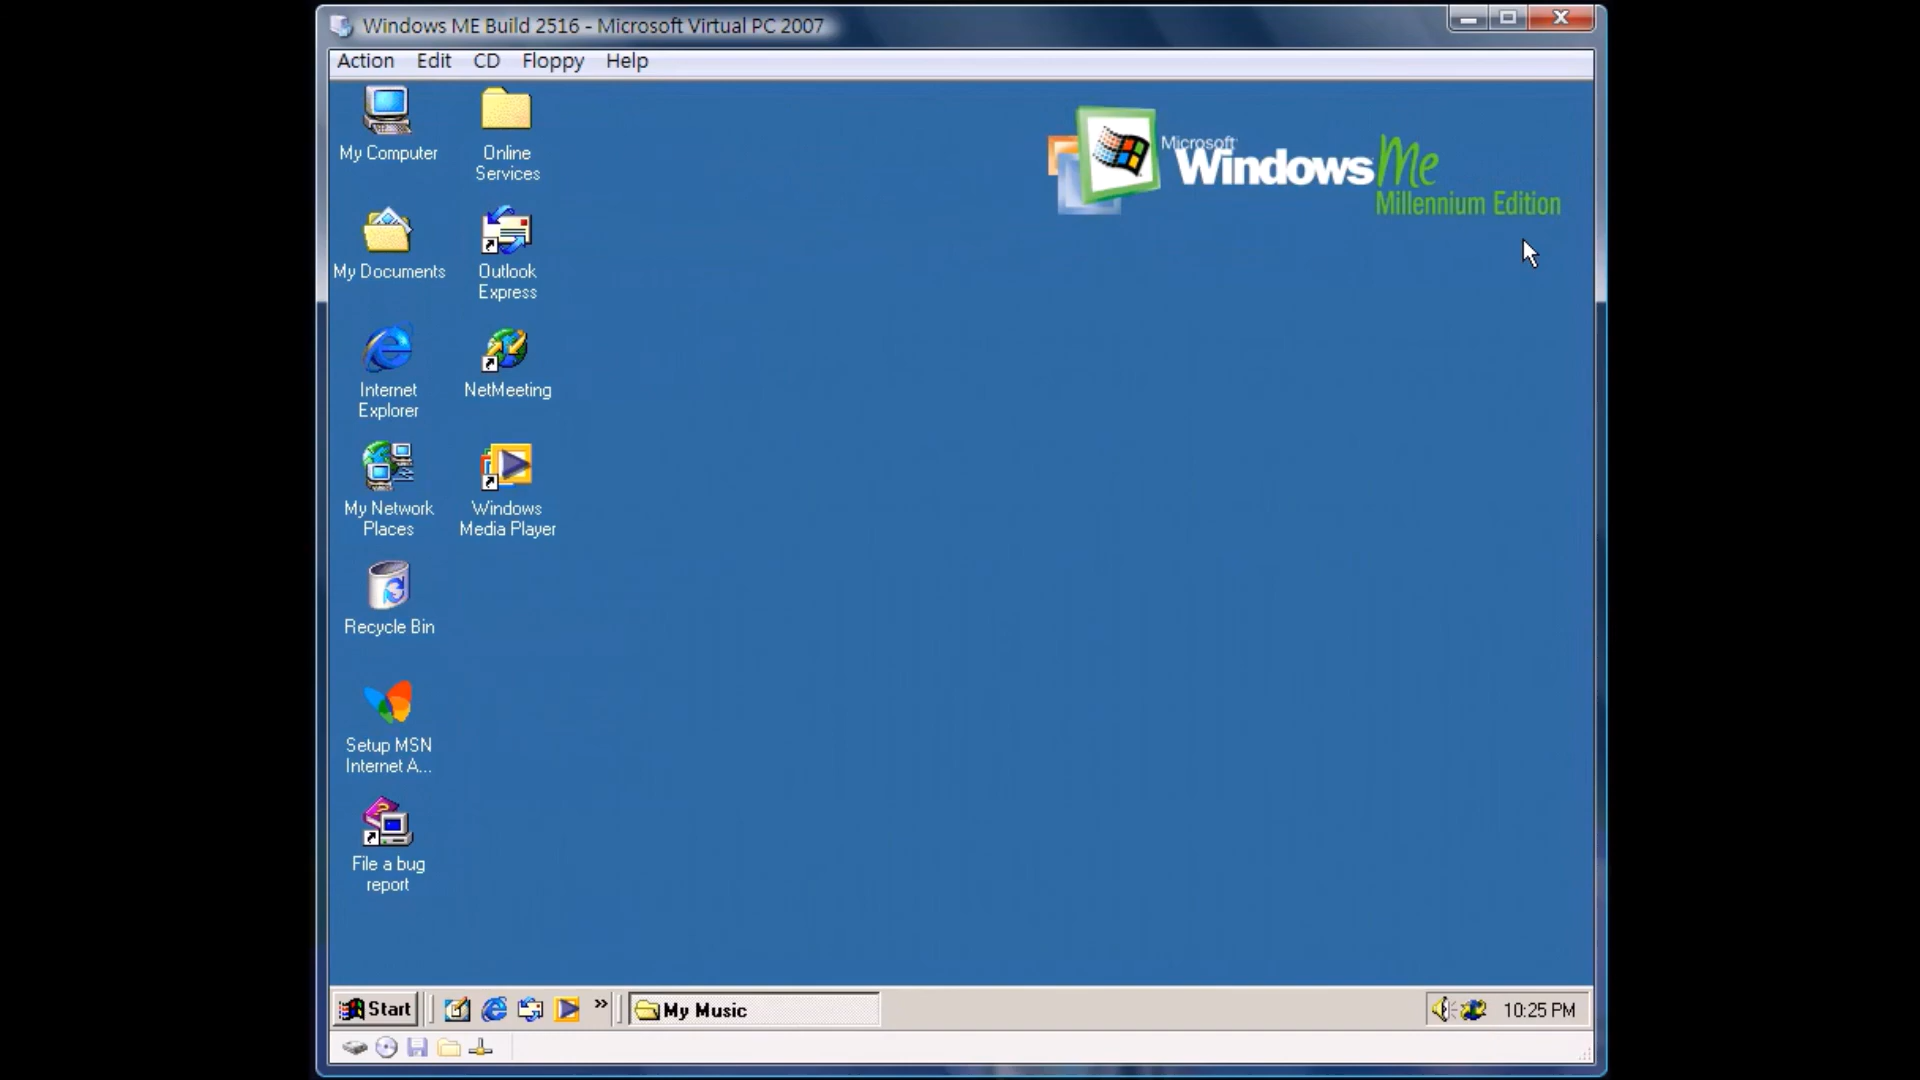 Windows ME Build 2516 - Microsoft Virtual PC 2007
Action Edit CD Floppy Help
My Computer
Online
Services
Microsoft
Windows Me
Millennium Edition
My Documents
Outlook
Express
Internet
Explorer
NetMeeting
My Network
Places
Windows
Media Player
Recycle Bin
Setup MSN
Internet A...
File a bug
report
Start
»
My Music
10:25 PM